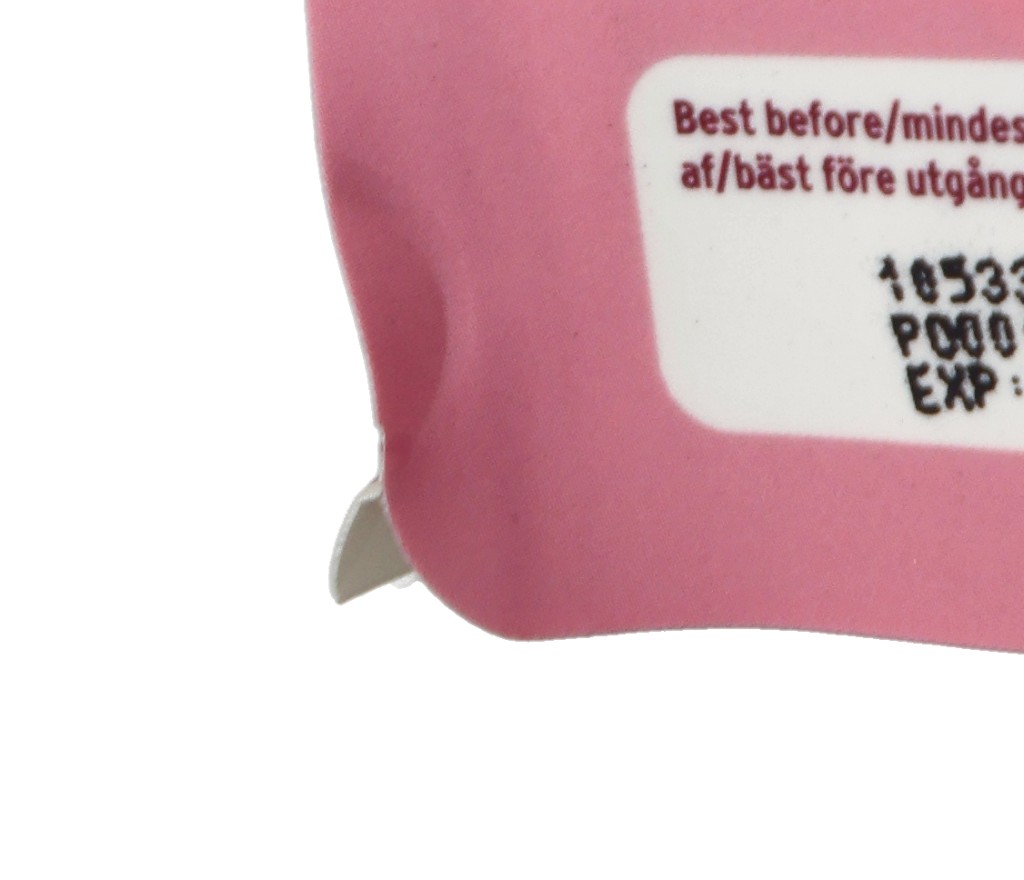 Best before/mindes
af/bäst före utgång
10533
P000
EXP: